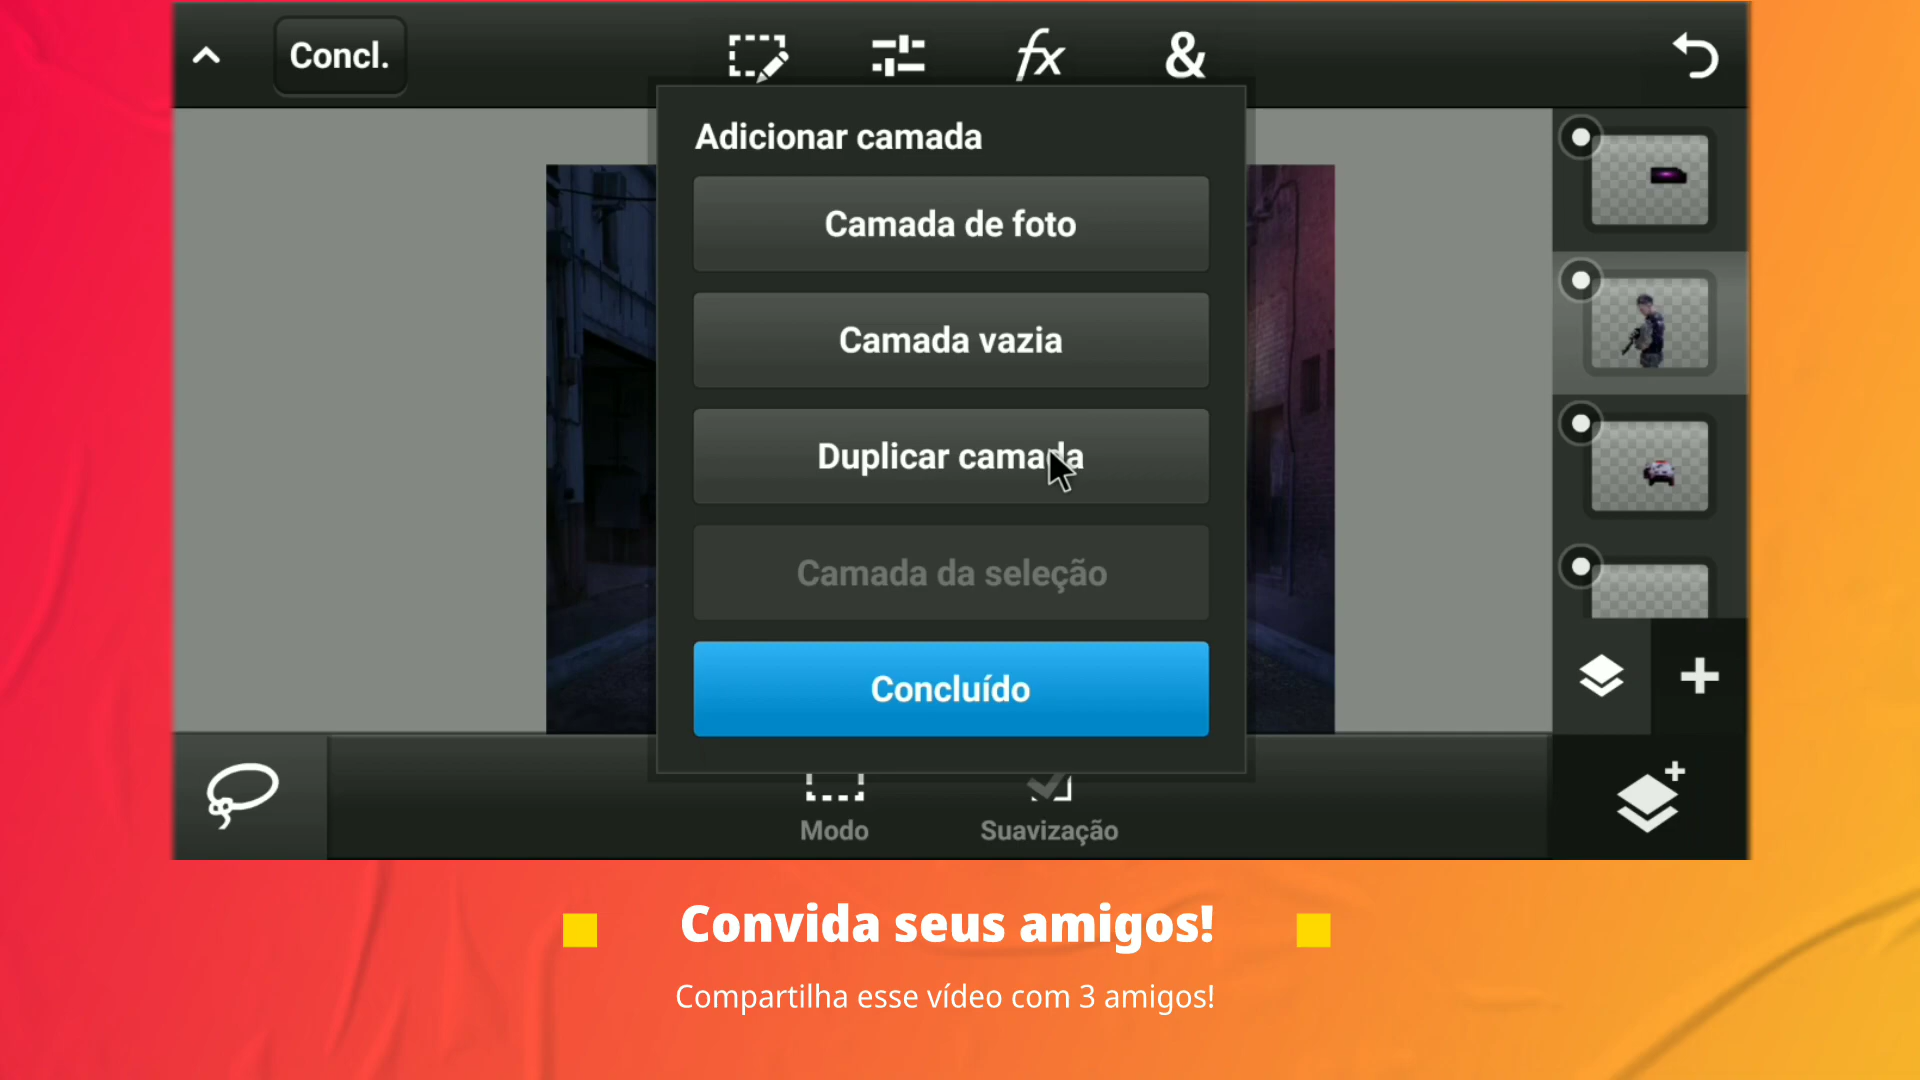 Concl.
fx
&
Adicionar camada
Camada de foto
Camada vazia
Duplicar camada
Camada da seleção
Concluído
Modo
Suavização
Convida seus amigos!
Compartilha esse vídeo com 3 amigos!